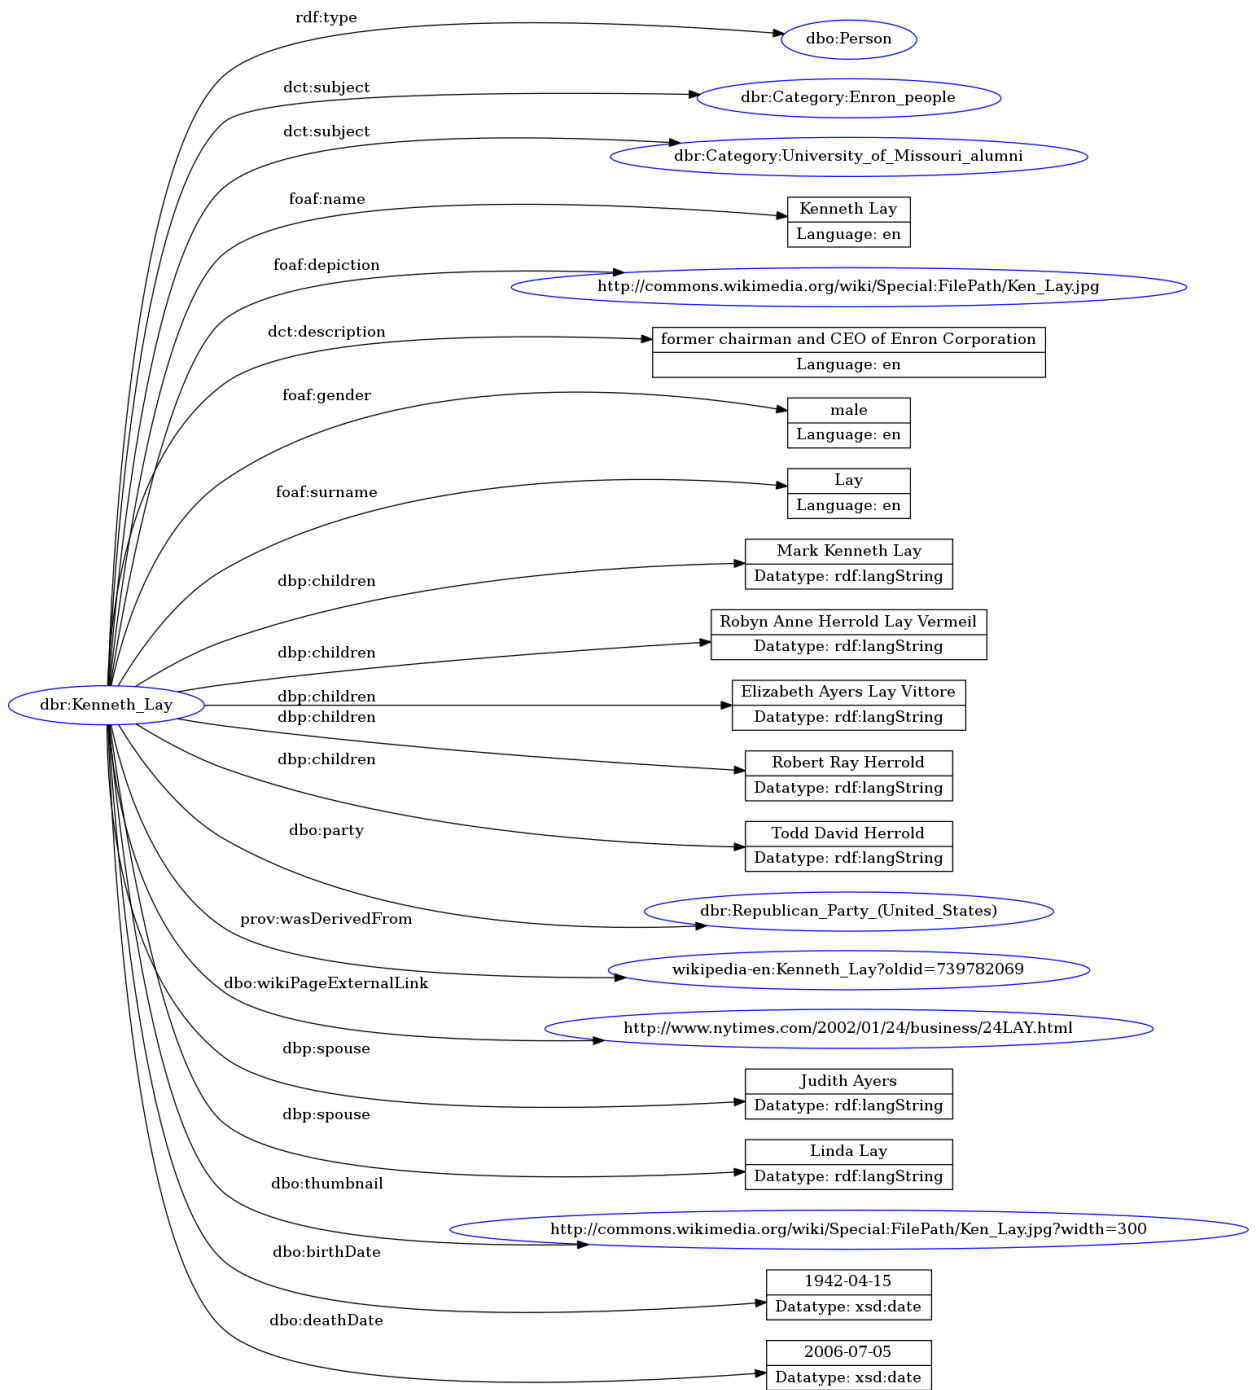 rdf:type
dbo:Person
dct:subject
dbr:Category:Enron_people
dct:subject
dbr:Category:University_of_Missouri_alumni
foaf:name
Kenneth Lay
Language: en
foaf:depiction
http://commons.wikimedia.org/wiki/Special:FilePath/Ken_Lay.jpg
dct:description
former chairman and CEO of Enron Corporation
Language: en
foaf:gender
male
Language: en
foaf:surname
Lay
Language: en
dbp:children
Mark Kenneth Lay
Datatype: rdf:langString
dbp:children
Robyn Anne Herrold Lay Vermeil
Datatype: rdf:langString
dbr:Kenneth_Lay
dbp:children
Elizabeth Ayers Lay Vittore
Datatype: rdf:langString
dbp:children
Robert Ray Herrold
Datatype: rdf:langString
dbp:children
Todd David Herrold
Datatype: rdf:langString
dbo:party
dbr:Republican_Party_(United_States)
prov:wasDerivedFrom
wikipedia-en:Kenneth_Lay?oldid=739782069
dbo:wikiPageExternalLink
http://www.nytimes.com/2002/01/24/business/24LAY.html
dbp:spouse
Judith Ayers
Datatype: rdf:langString
dbp:spouse
Linda Lay
Datatype: rdf:langString
dbo:thumbnail
http://commons.wikimedia.org/wiki/Special:FilePath/Ken_Lay.jpg?width=300
dbo:birthDate
1942-04-15
Datatype: xsd:date
dbo:deathDate
2006-07-05
Datatype: xsd:date